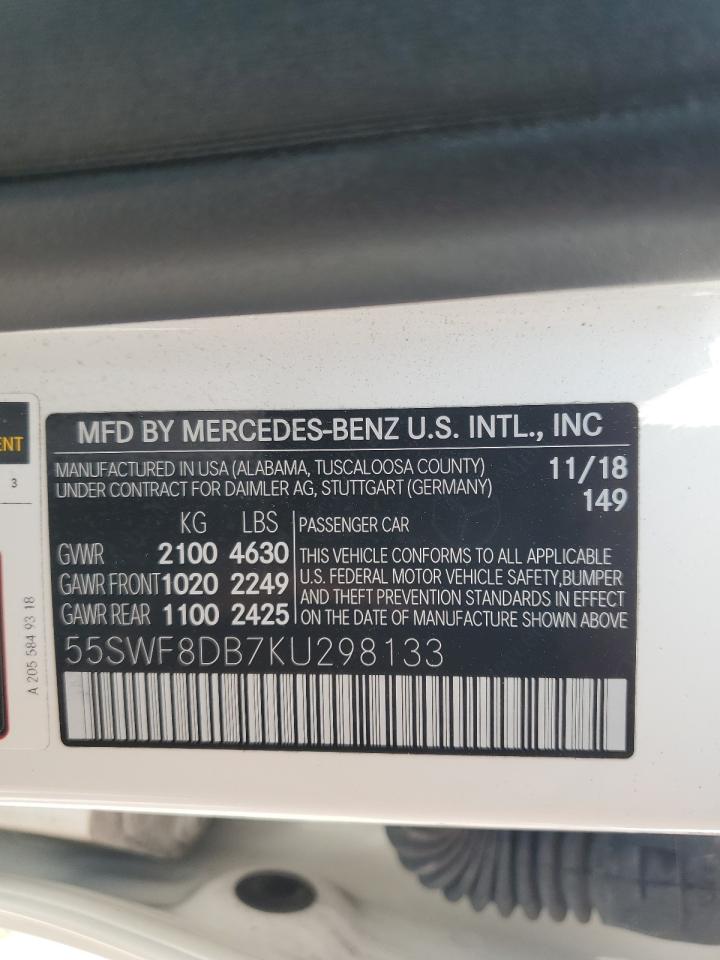 MFD BY MERCEDES-BENZ U.S. INTL., INC
MANUFACTURED IN USA (ALABAMA, TUSCALOOSA COUNTY)
UNDER CONTRACT FOR DAIMLER AG, STUTTGART (GERMANY)
11/18
149
KG LBS
GVWR 2100 4630
GAWR FRONT 1020 2249
GAWR REAR 1100 2425
PASSENGER CAR
THIS VEHICLE CONFORMS TO ALL APPLICABLE
U.S. FEDERAL MOTOR VEHICLE SAFETY,BUMPER
AND THEFT PREVENTION STANDARDS IN EFFECT
ON THE DATE OF MANUFACTURE SHOWN ABOVE
55SWF8DB7KU298133
3
A 205 584 93 18